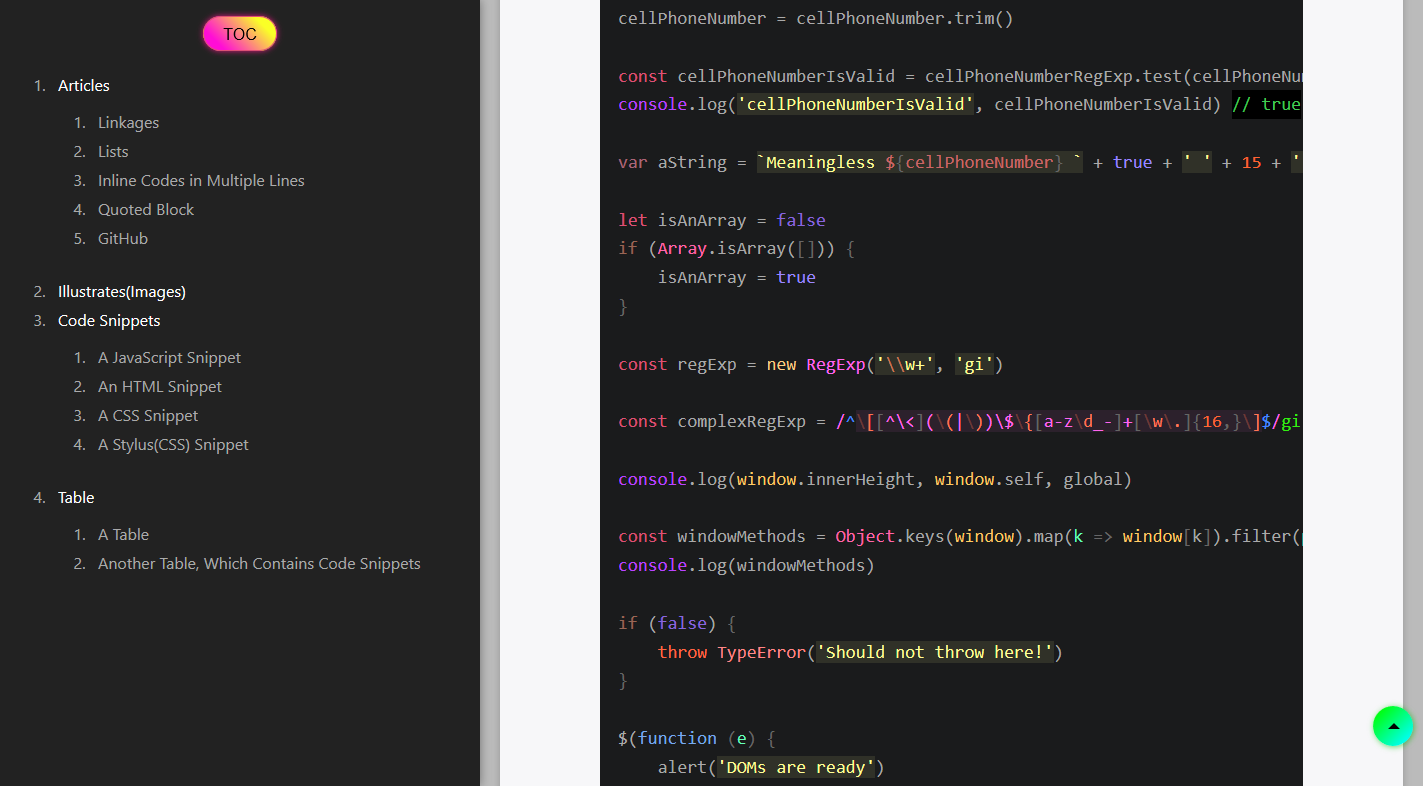 TOC
1. Articles
1. Linkages
2. Lists
3. Inline Codes in Multiple Lines
4. Quoted Block
5. GitHub
2. Illustrates(Images)
3. Code Snippets
1. A JavaScript Snippet
2. An HTML Snippet
3. A CSS Snippet
4. A Stylus(CSS) Snippet
4. Table
1. A Table
2. Another Table, Which Contains Code Snippets
cellPhoneNumber = cellPhoneNumber.trim()
const cellPhoneNumberIsValid = cellPhoneNumberRegExp.test(cellPhoneNu
console.log('cellPhoneNumberIsValid', cellPhoneNumberIsValid) // true
var aString = `Meaningless ${cellPhoneNumber} ` + true + ' ' + 15 + '
let isAnArray = false
if (Array.isArray([])) {
    isAnArray = true
}
const regExp = new RegExp('\\w+', 'gi')
const complexRegExp = /^\[[^\<](\(|\))\$\{[a-z\d_-]+[\w\.]{16,}\]$/gi
console.log(window.innerHeight, window.self, global)
const windowMethods = Object.keys(window).map(k => window[k]).filter(
console.log(windowMethods)
if (false) {
    throw TypeError('Should not throw here!')
}
$(function (e) {
    alert('DOMs are ready')